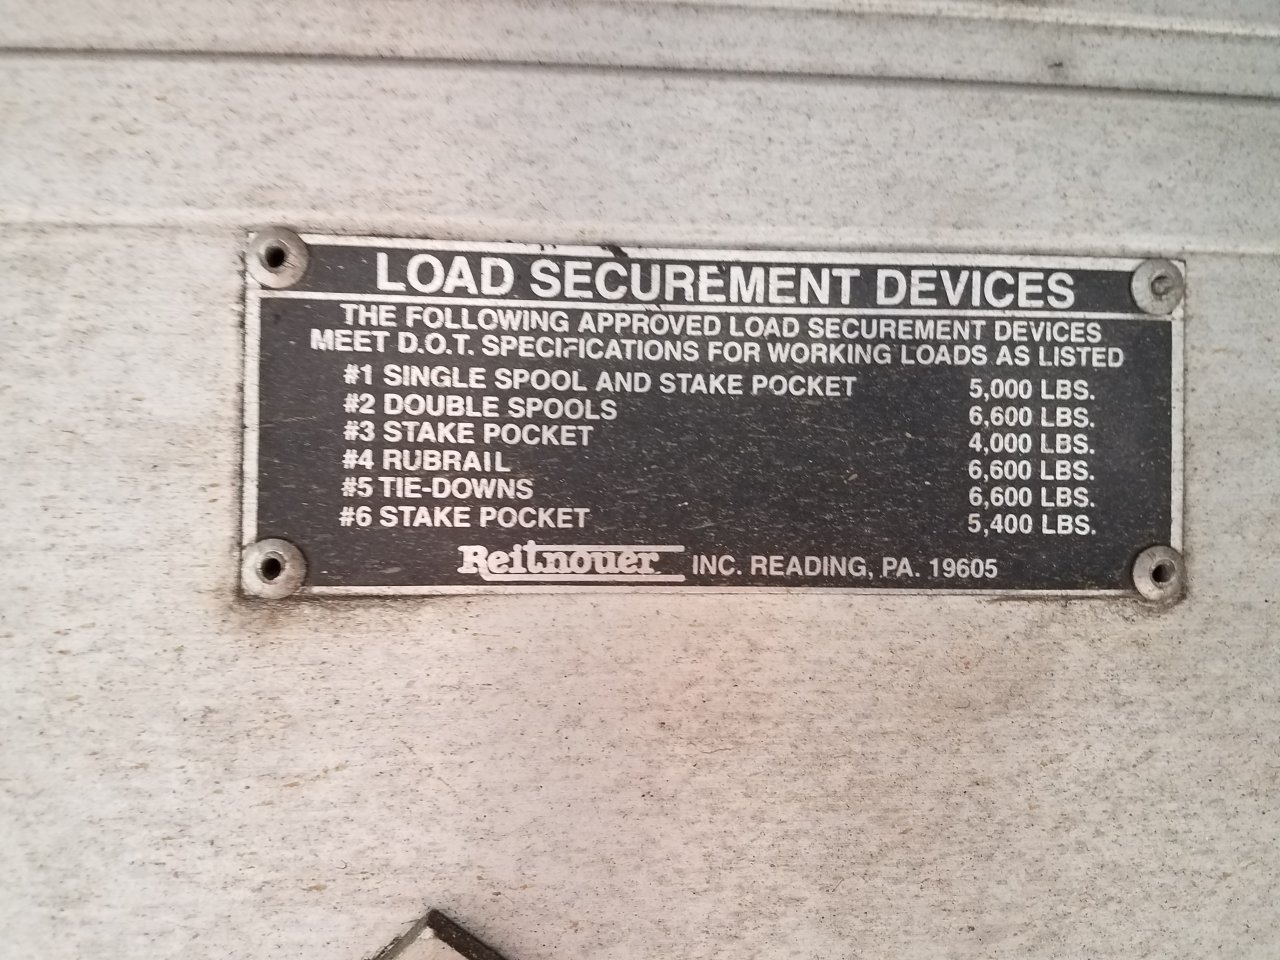 LOAD SECUREMENT DEVICES
THE FOLLOWING APPROVED LOAD SECUREMENT DEVICES
MEET D.O.T. SPECIFICATIONS FOR WORKING LOADS AS LISTED
#1 SINGLE SPOOL AND STAKE POCKET 5,000 LBS.
#2 DOUBLE SPOOLS 6,600 LBS.
#3 STAKE POCKET 4,000 LBS.
#4 RUBRAIL 6,600 LBS.
#5 TIE-DOWNS 6,600 LBS.
#6 STAKE POCKET 5,400 LBS.
Reitnouer INC. READING, PA. 19605